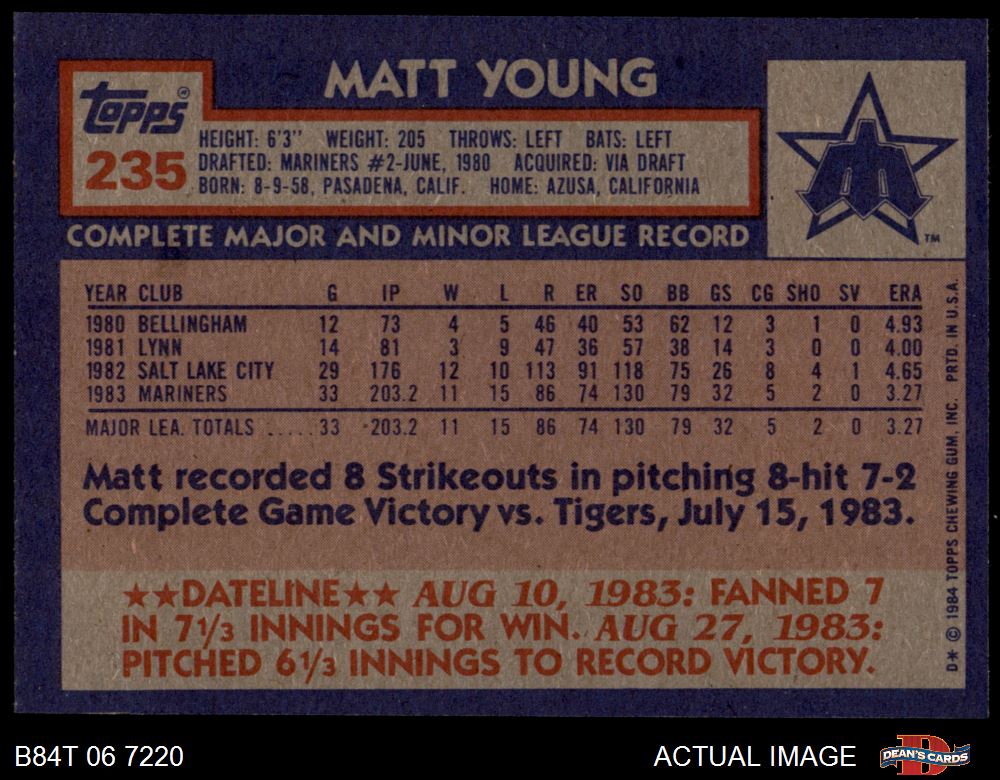 MATT YOUNG
TOPPS®
235
HEIGHT: 6'3" WEIGHT: 205 THROWS: LEFT BATS: LEFT
DRAFTED: MARINERS #2-JUNE, 1980 ACQUIRED: VIA DRAFT
BORN: 8-9-58, PASADENA, CALIF. HOME: AZUSA, CALIFORNIA
TM
COMPLETE MAJOR AND MINOR LEAGUE RECORD
YEAR CLUB G IP W L R ER SO BB GS CG SHO SV ERA
1980 BELLINGHAM 12 73 4 5 46 40 53 62 12 3 1 0 4.93
1981 LYNN 14 81 3 9 47 36 57 38 14 3 0 0 4.00
1982 SALT LAKE CITY 29 176 12 10 113 91 118 75 26 8 4 1 4.65
1983 MARINERS 33 203.2 11 15 86 74 130 79 32 5 2 0 3.27
MAJOR LEA. TOTALS .....33 203.2 11 15 86 74 130 79 32 5 2 0 3.27
Matt recorded 8 Strikeouts in pitching 8-hit 7-2
Complete Game Victory vs. Tigers, July 15, 1983.
★★DATELINE★★ AUG 10, 1983: FANNED 7
IN 7⅓ INNINGS FOR WIN. AUG 27, 1983:
PITCHED 6⅓ INNINGS TO RECORD VICTORY.
D* © 1984 TOPPS CHEWING GUM, INC. PRTD. IN U.S.A.
B84T 06 7220
ACTUAL IMAGE
D
DEAN'S CARDS